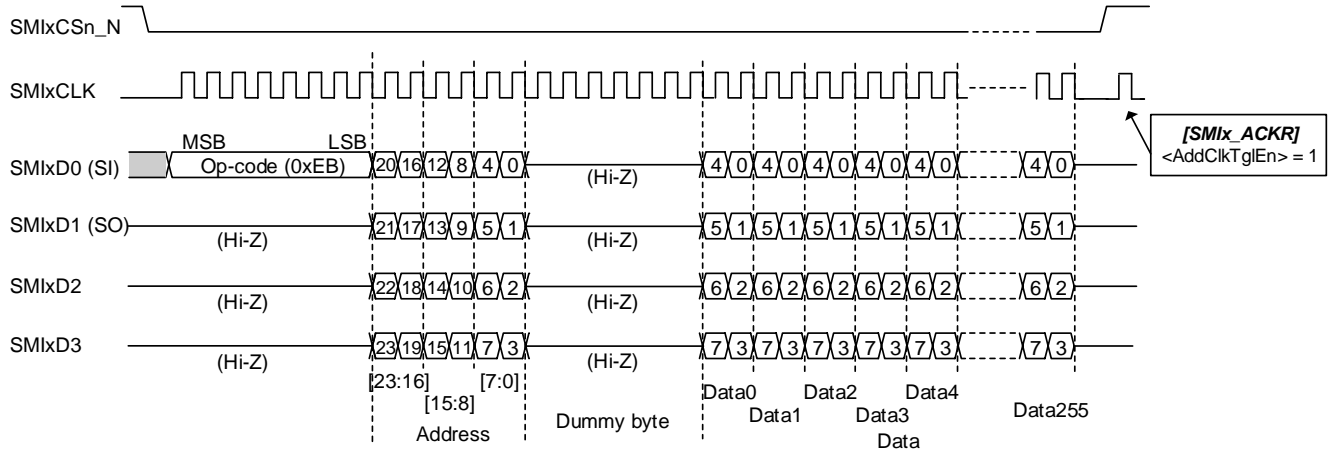 SMIxCSn_N
SMIxCLK
[SMIx_ACKR]
<AddClkTglEn> = 1
MSB LSB
SMIxD0 (SI) Op-code (0xEB) 20 16 12 8 4 0 (Hi-Z) 4 0 4 0 4 0 4 0 4 0 4 0
SMIxD1 (SO) (Hi-Z) 21 17 13 9 5 1 (Hi-Z) 5 1 5 1 5 1 5 1 5 1 5 1
SMIxD2 (Hi-Z) 22 18 14 10 6 2 (Hi-Z) 6 2 6 2 6 2 6 2 6 2 6 2
SMIxD3 (Hi-Z) 23 19 15 11 7 3 (Hi-Z) 7 3 7 3 7 3 7 3 7 3 7 3
[23:16] [7:0] Data0 Data2 Data4
[15:8] Data1 Data3 Data255
Address Dummy byte Data